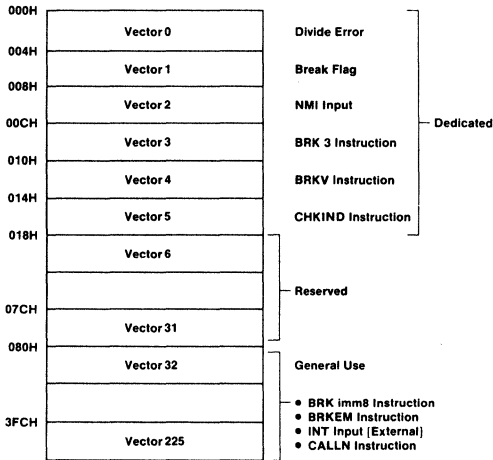 000H
Vector 0 Divide Error
004H
Vector 1 Break Flag
008H
Vector 2 NMI Input
00CH Dedicated
Vector 3 BRK 3 Instruction
010H
Vector 4 BRKV Instruction
014H
Vector 5 CHKIND Instruction
018H
Vector 6
Reserved
07CH
Vector 31
080H
Vector 32 General Use
• BRK imm8 Instruction
• BRKEM Instruction
3FCH • INT Input [External}
Vector 225 • CALLN Instruction